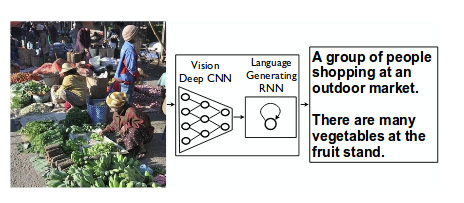 Vision
Deep CNN
Language
Generating
RNN
A group of people
shopping at an
outdoor market.
There are many
vegetables at the
fruit stand.